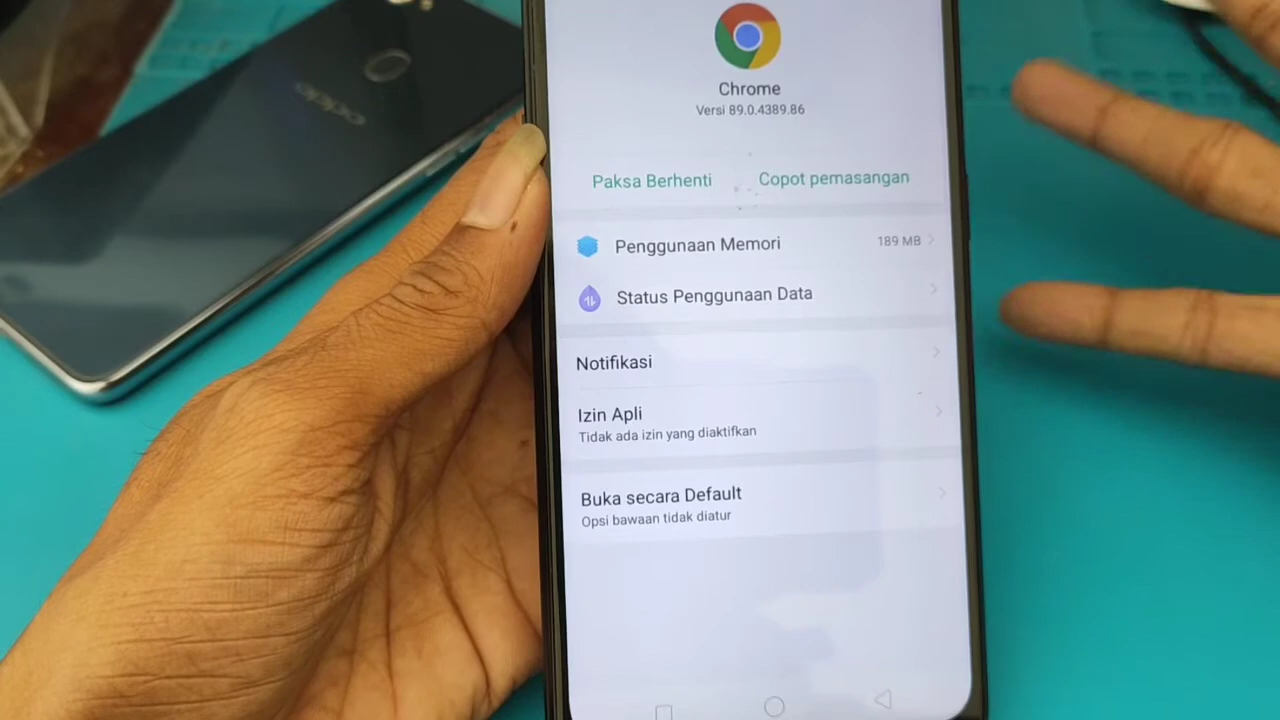 oppo
Chrome
Versi 89.0.4389.86
Paksa Berhenti
Copot pemasangan
Penggunaan Memori
189 MB
Status Penggunaan Data
Notifikasi
Izin Apli
Tidak ada izin yang diaktifkan
Buka secara Default
Opsi bawaan tidak diatur